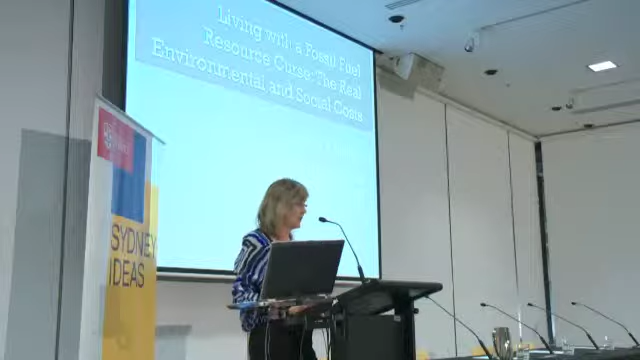 Living with a Fossil Fuel
Resource Curse: The Real
Environmental and Social Costs
SYDNEY
IDEAS